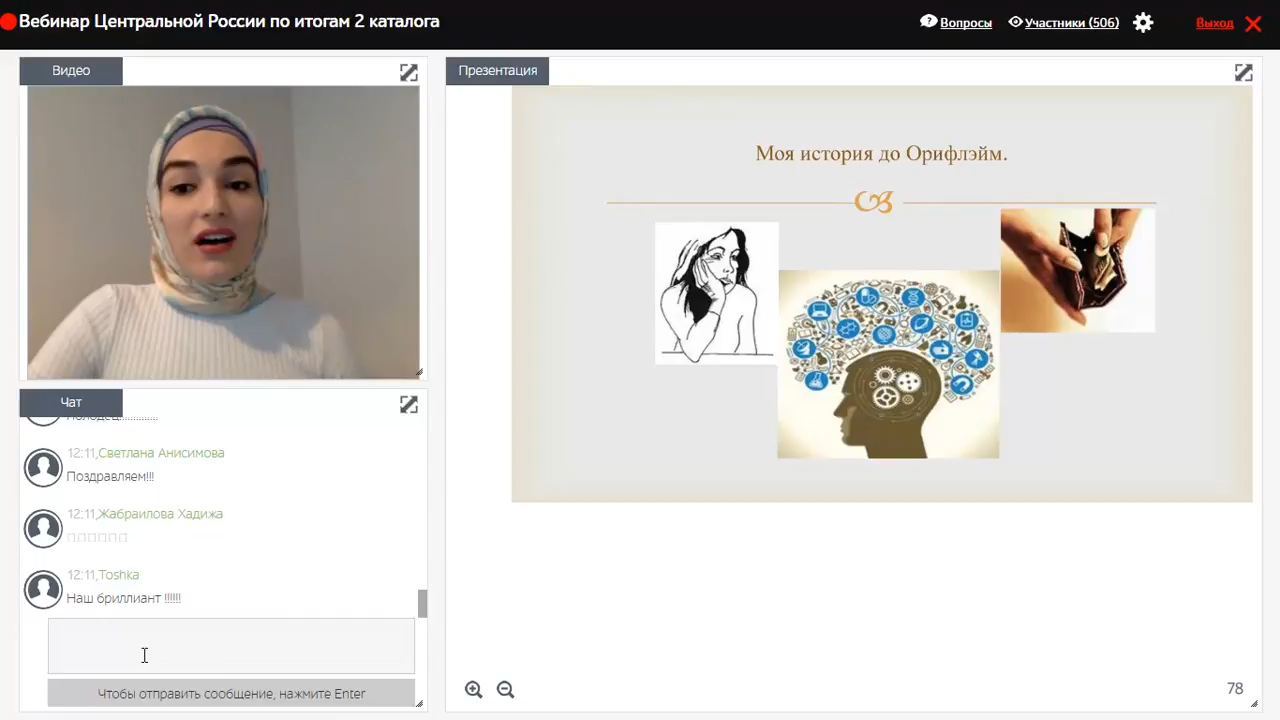 Вебинар Центральной России по итогам 2 каталога
Вопросы
Участники (506)
Выход
Видео
Презентация
Моя история до Орифлэйм.
Чат
12:11,Светлана Анисимова
Поздравляем!!!
12:11,Жабраилова Хадижа
12:11,Toshka
Наш бриллиант !!!!!!
Чтобы отправить сообщение, нажмите Enter
78